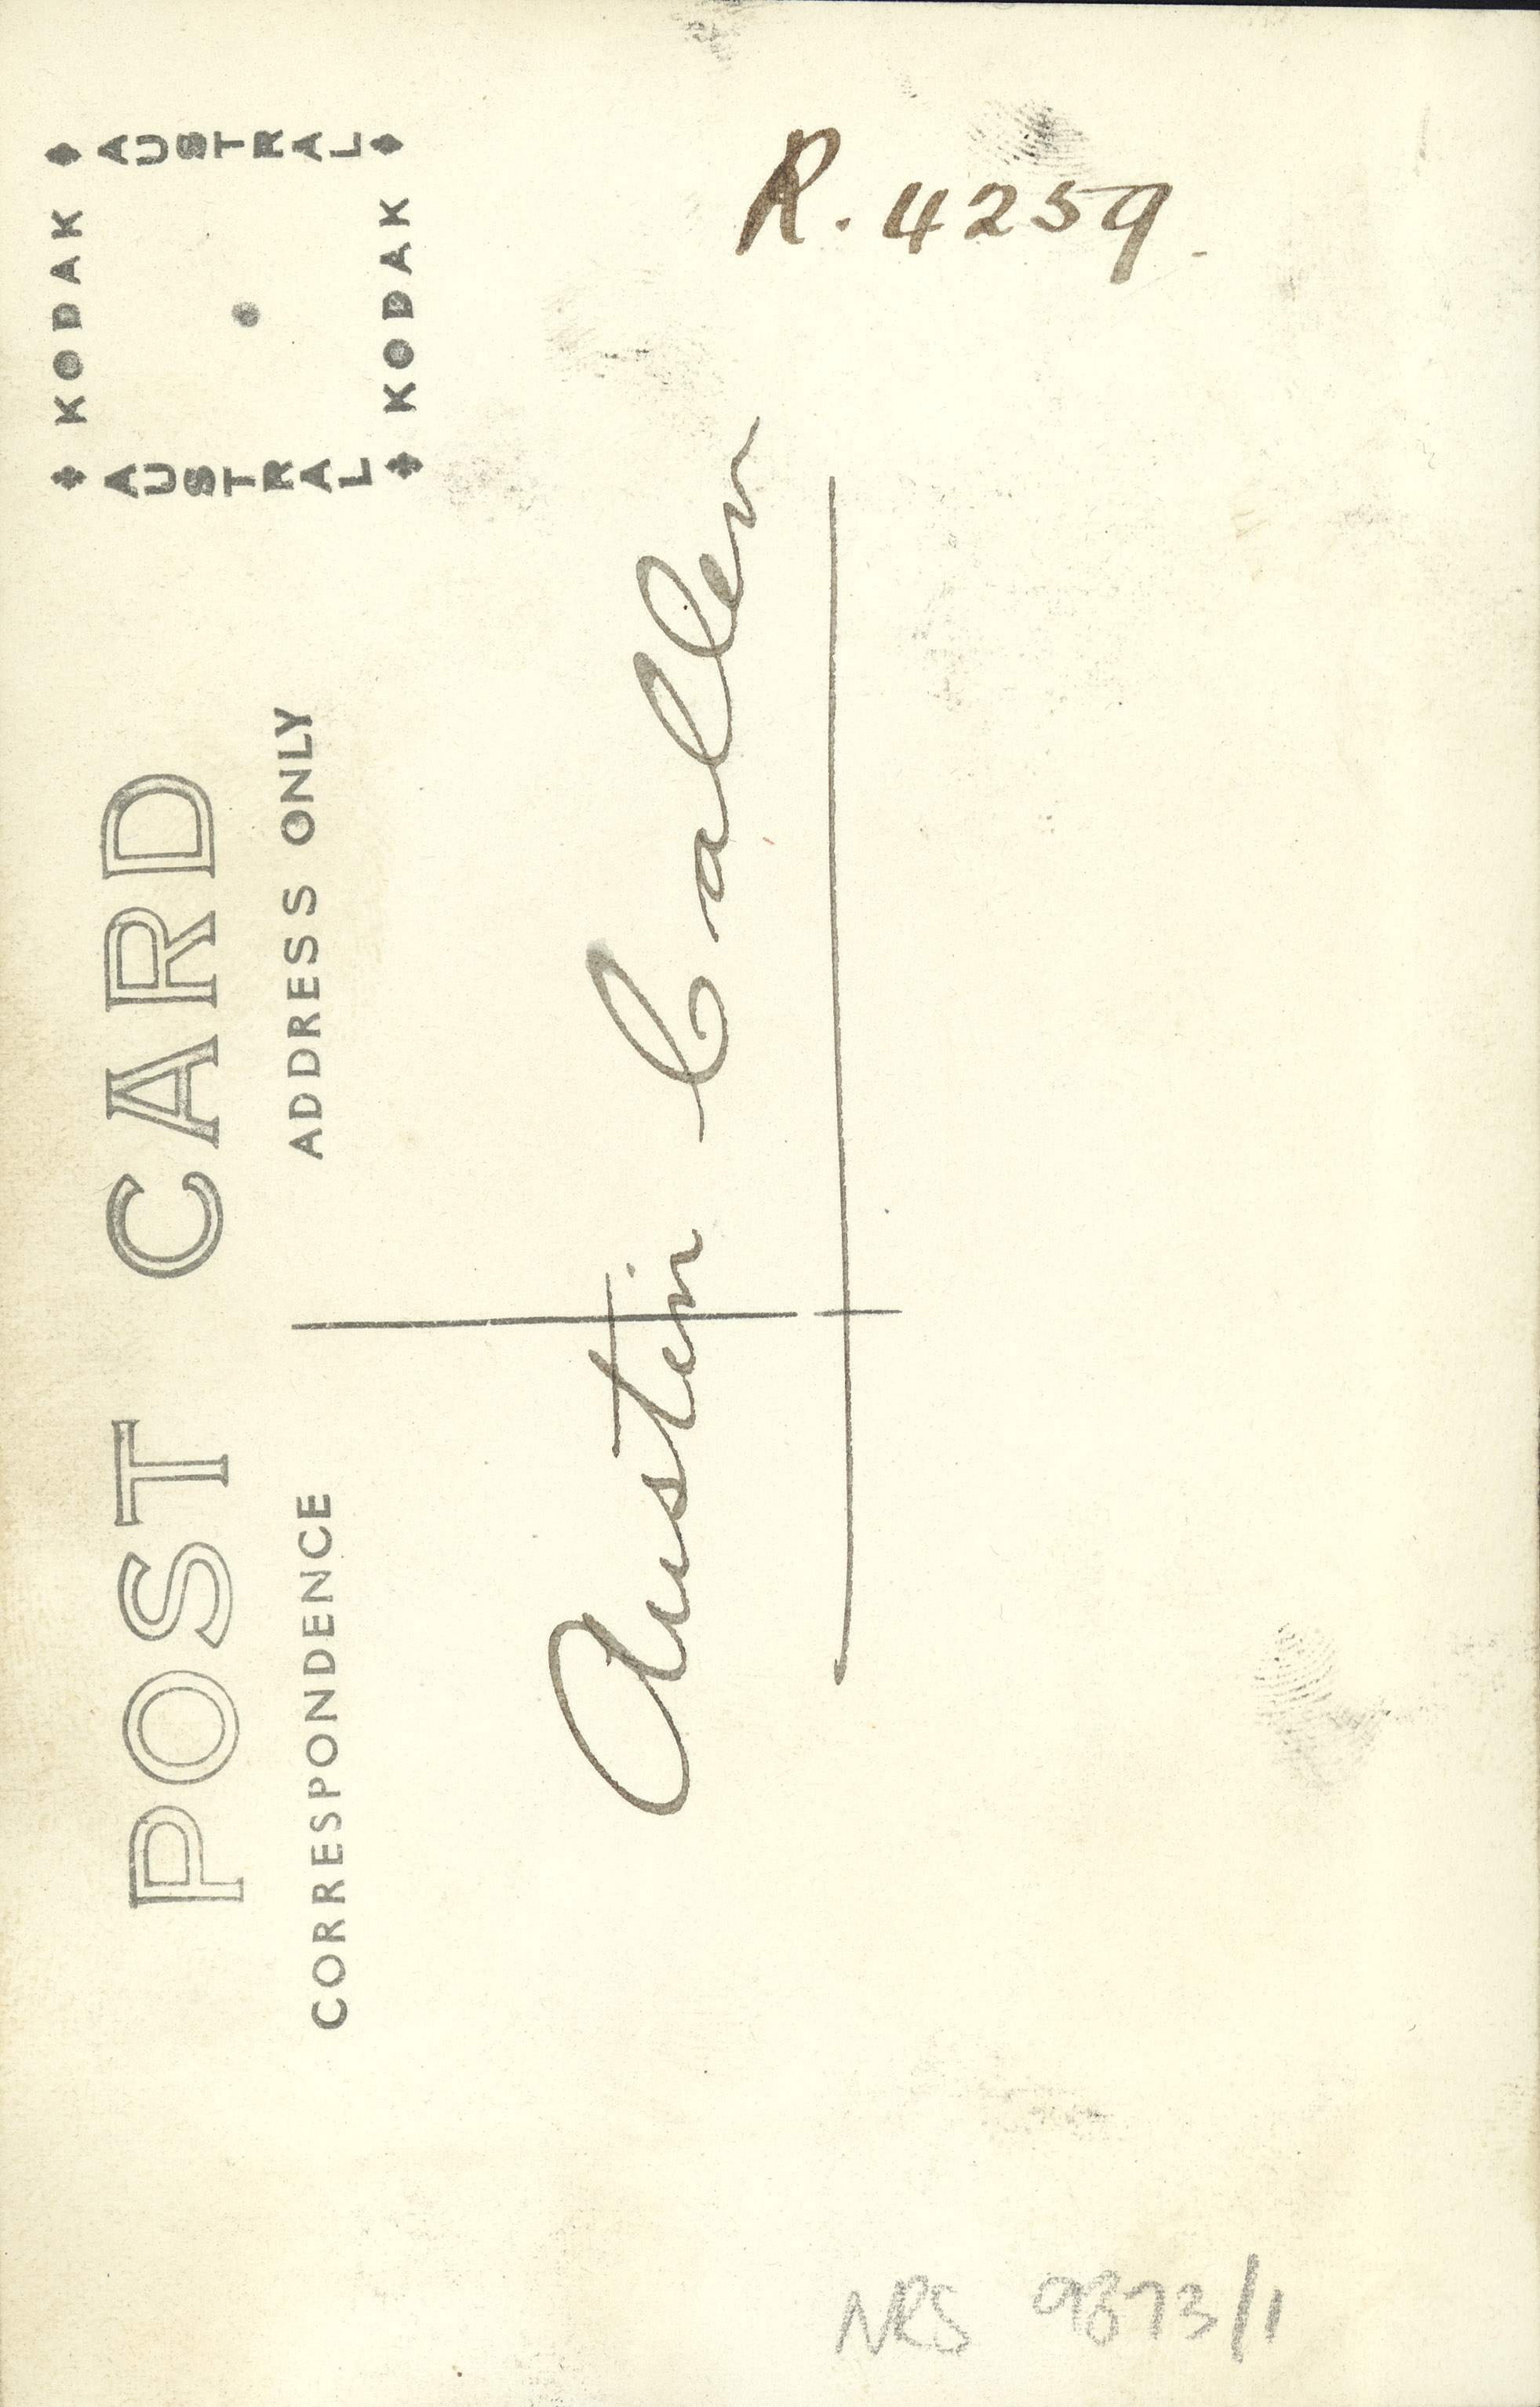 POST CARD
CORRESPONDENCE
ADDRESS ONLY
KODAK
AUSTRAL
KODAK
AUSTRAL
Austin Callen
R. 4259.
NRS 9873/1